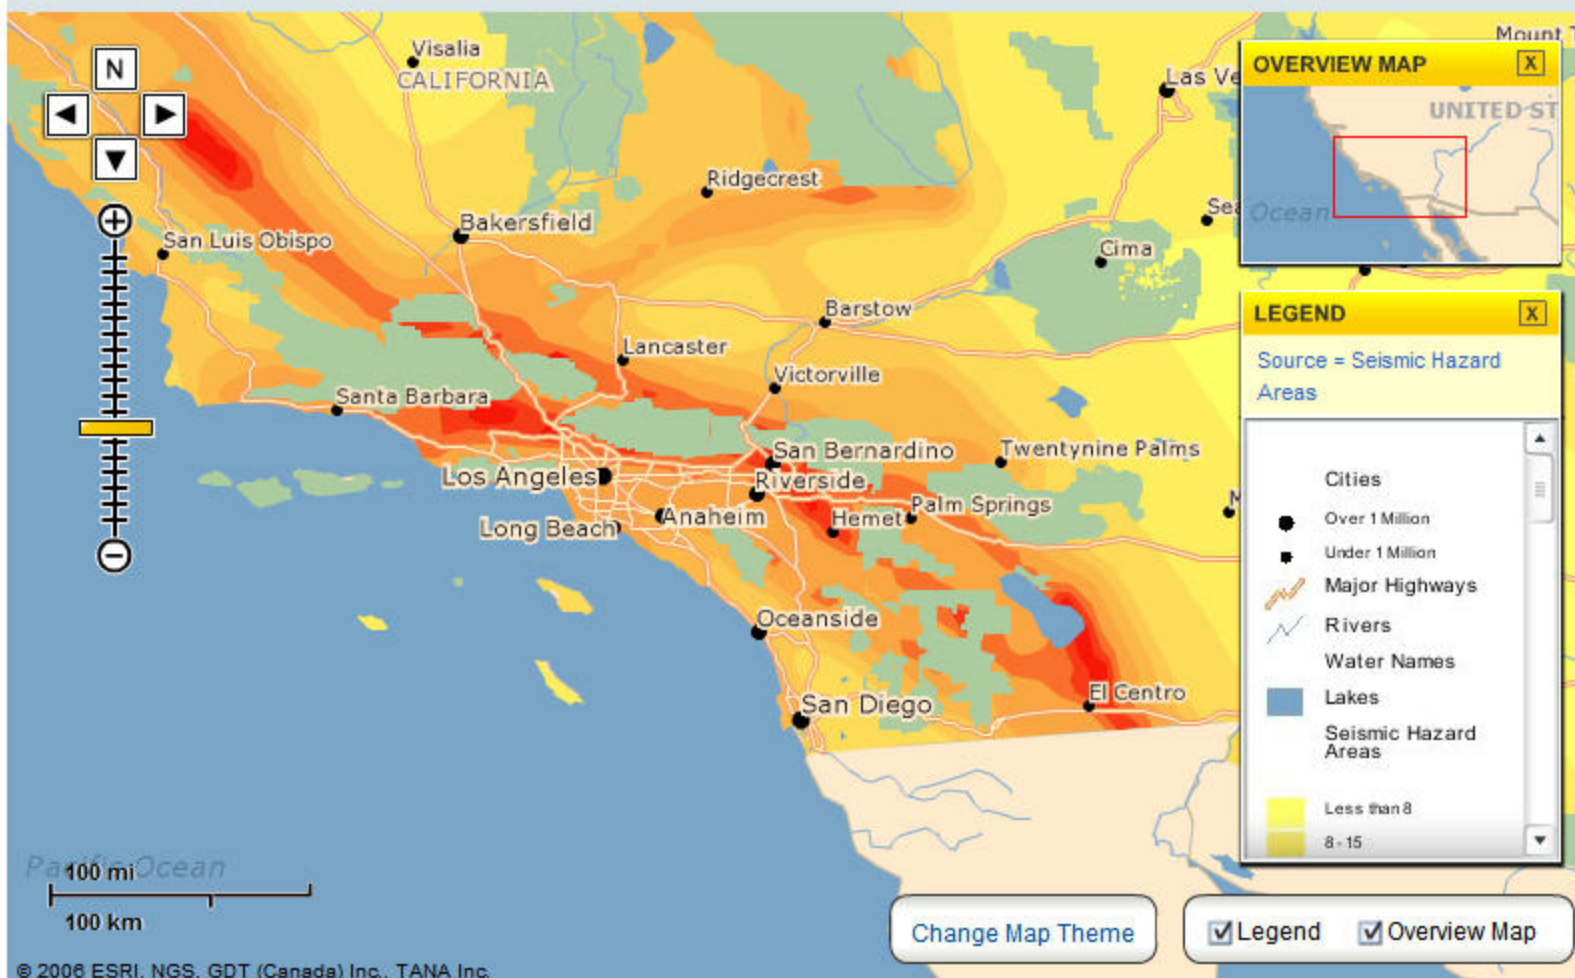 Mount
Visalia
CALIFORNIA
N
Las Ve
Ridgecrest
Bakersfield
San Luis Obispo
Sea
Cima
Barstow
Lancaster
Victorville
Santa Barbara
San Bernardino
Twentynine Palms
Los Angeles
Riverside
Palm Springs
Hemet
Anaheim
Long Beach
Oceanside
El Centro
San Diego
Pacific Ocean
100 mi
100 km
© 2006 ESRI, NGS, GDT (Canada) Inc., TANA Inc.
OVERVIEW MAP
X
UNITED ST
Ocean
LEGEND
X
Source = Seismic Hazard
Areas
Cities
Over 1 Million
Under 1 Million
Major Highways
Rivers
Water Names
Lakes
Seismic Hazard
Areas
Less than 8
8 - 15
Change Map Theme
Legend
Overview Map